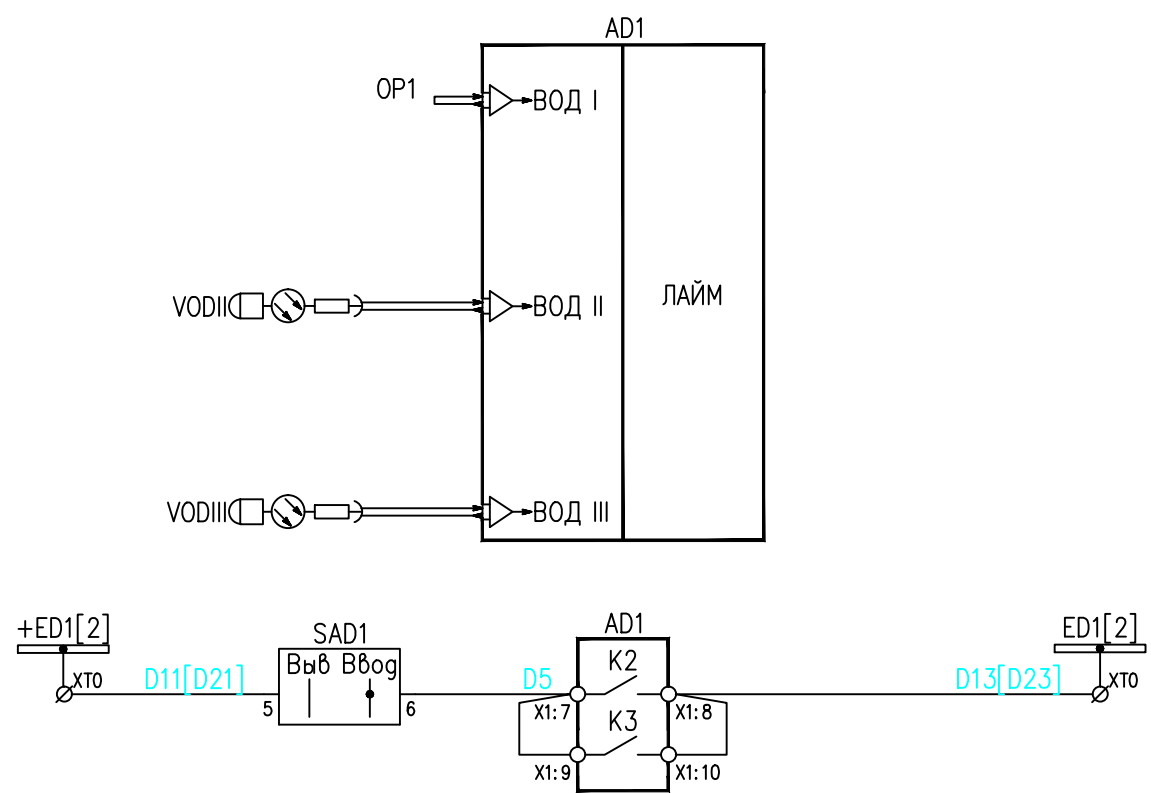 AD1
OP1
ВОД I
VODII
ВОД II
ЛАЙМ
VODIII
ВОД III
+ED1[2]
SAD1
AD1
ED1[2]
Выв Ввод
K2
XT0
D11[D21]
D5
D13[D23]
XT0
5
6
X1:7
X1:8
K3
X1:9
X1:10